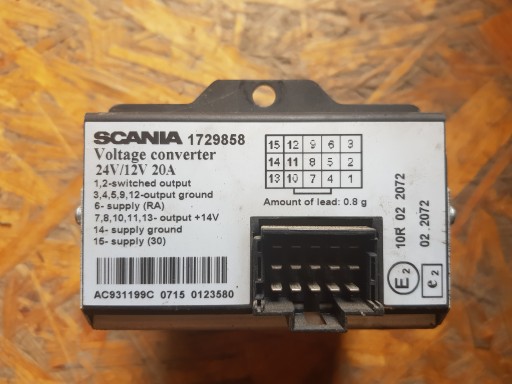 SCANIA 1729858
Voltage converter
24V/12V 20A
1,2-switched output
3,4,5,9,12-output ground
6- supply (RA)
7,8,10,11,13- output +14V
14- supply ground
15- supply (30)
AC931199C 0715 0123580
15 12 9 6 3
14 11 8 5 2
13 10 7 4 1
Amount of lead: 0.8 g
10R 02 2072
02.2072
E2
e2